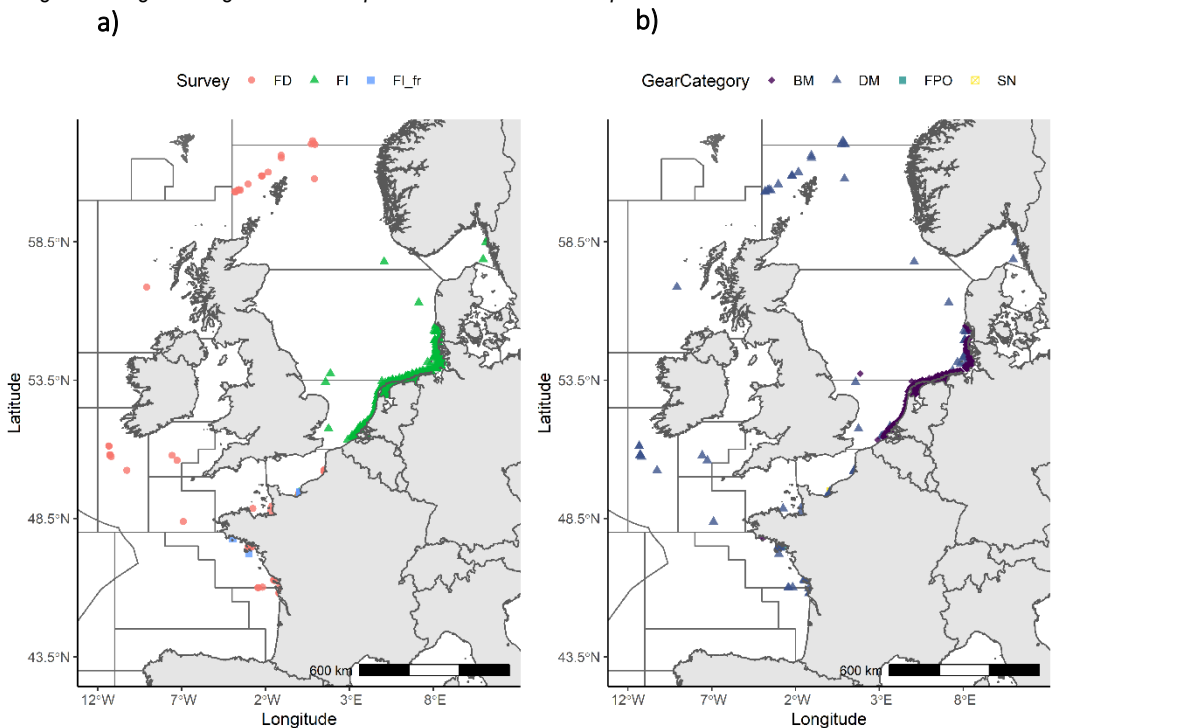 a)
b)
Survey FD FI FI_fr
GearCategory BM DM FPO SN
58.5°N
53.5°N
48.5°N
43.5°N
Latitude
600 km
12°W 7°W 2°W 3°E 8°E
Longitude
58.5°N
53.5°N
48.5°N
43.5°N
Latitude
600 km
12°W 7°W 2°W 3°E 8°E
Longitude